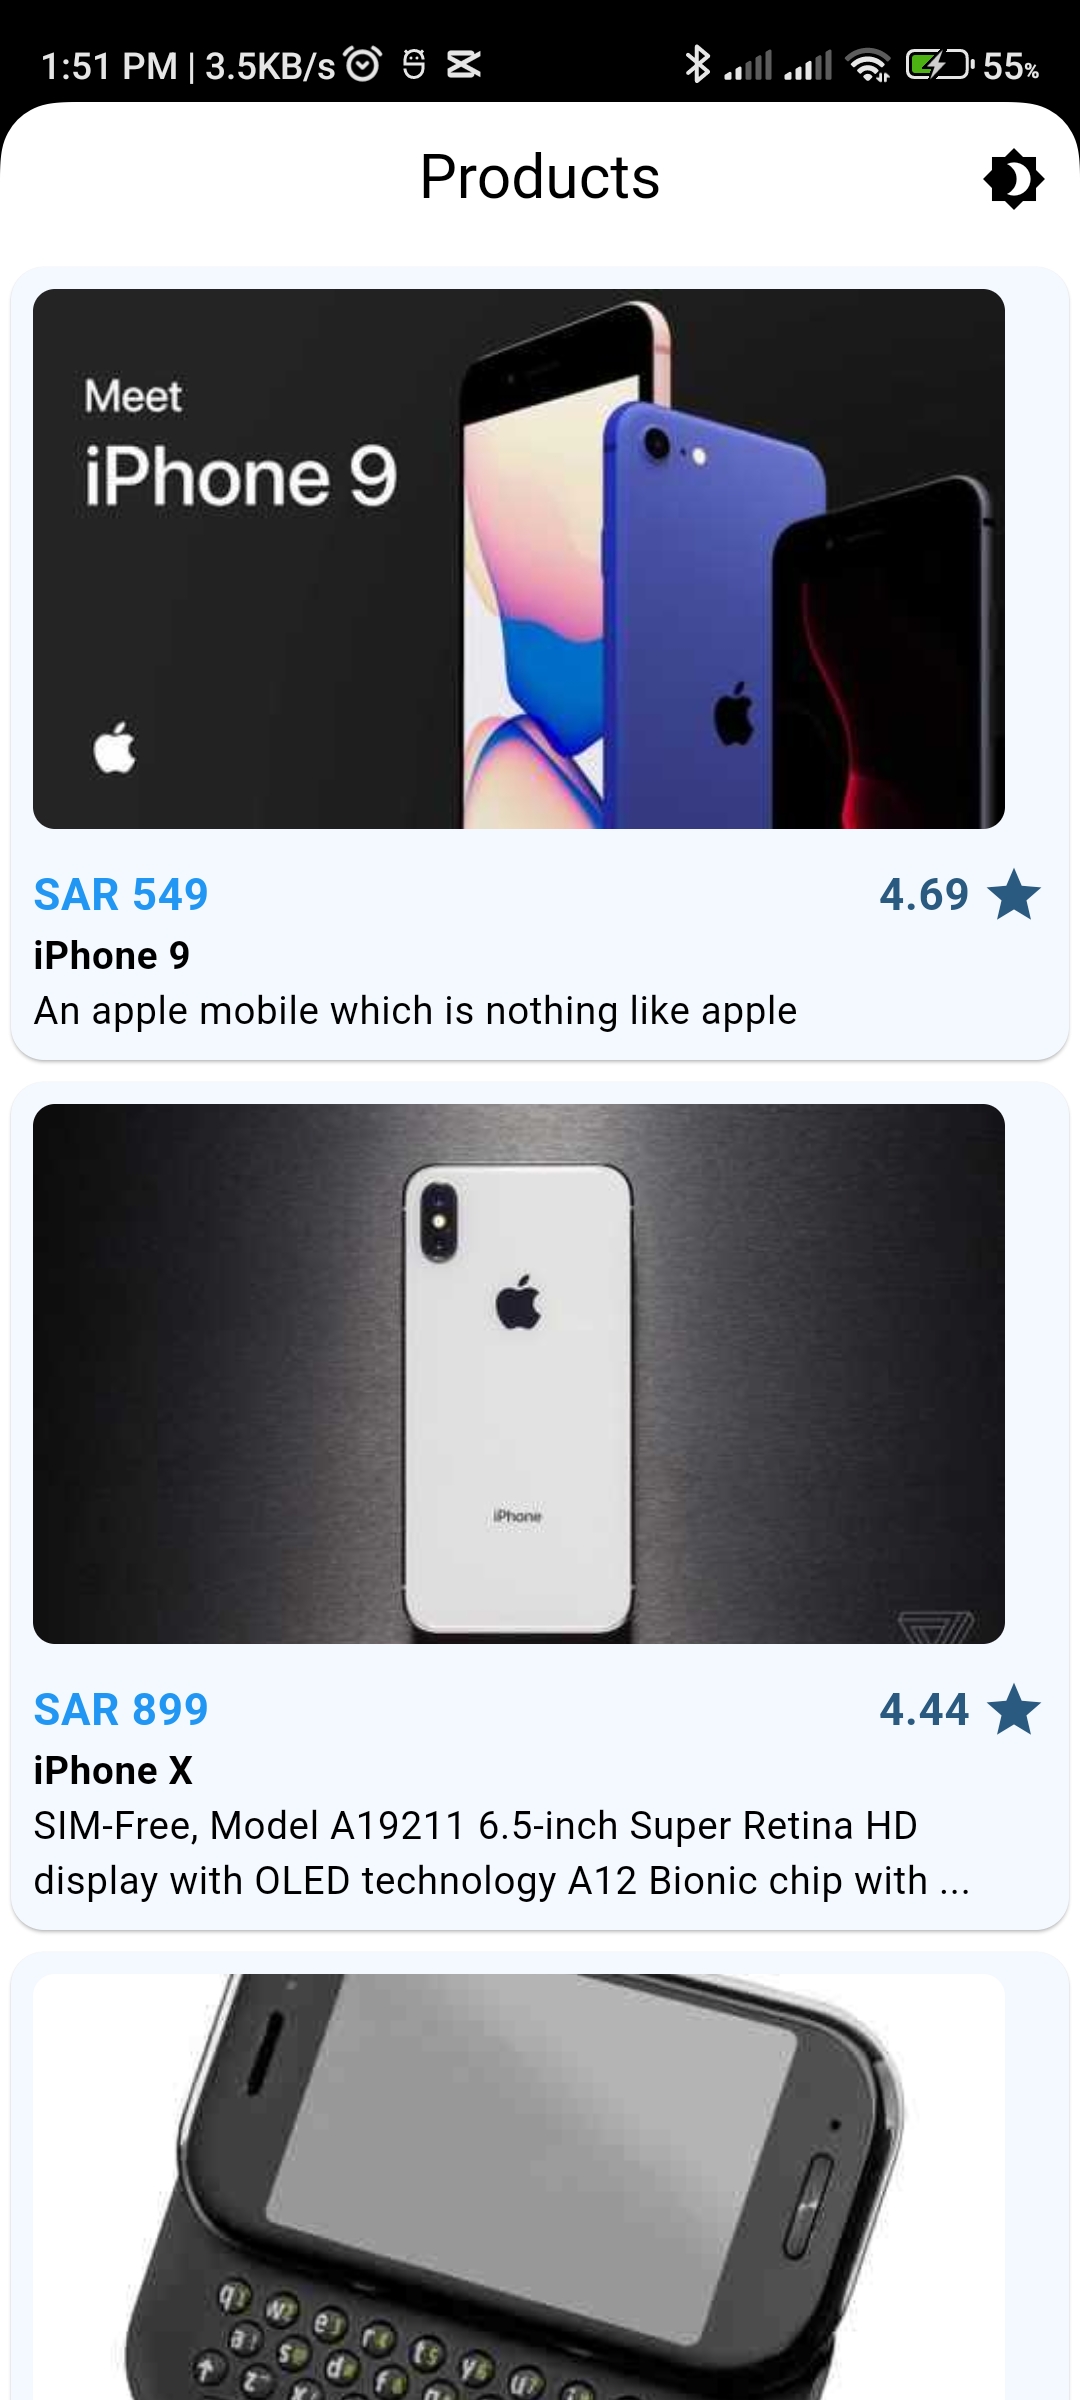 1:51 PM | 3.5KB/s
55%
Products
Meet
iPhone 9
SAR 549
4.69
iPhone 9
An apple mobile which is nothing like apple
iPhone
SAR 899
4.44
iPhone X
SIM-Free, Model A19211 6.5-inch Super Retina HD
display with OLED technology A12 Bionic chip with ...
q w e r t y u
a s d f
z x